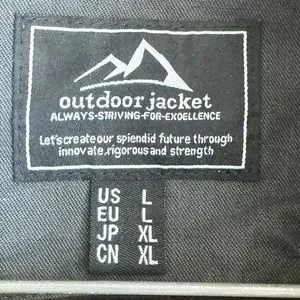 outdoor jacket
ALWAYS-STRIVING-FOR-EXOELLENCE
Let's create our spiendid future through
innovate, rigorous and strength
US L
EU L
JP XL
CN XL